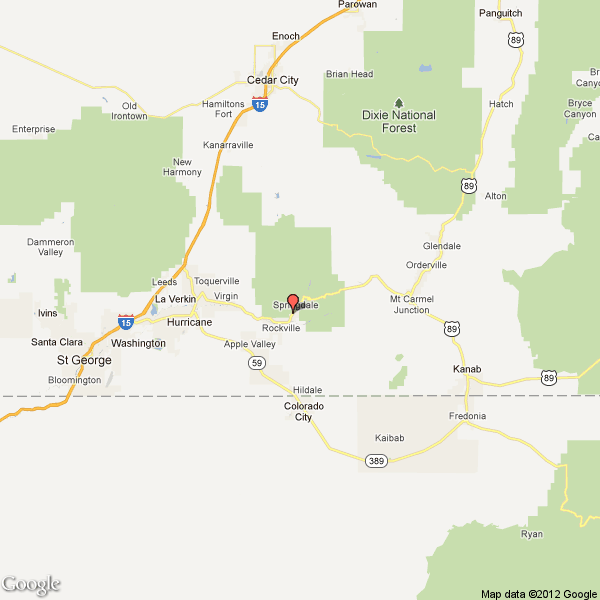 Parowan
Panguitch
Enoch
89
Brian Head
Bryce
Canyon
Cedar City
Old
Irontown
Hamiltons
Fort
15
Hatch
Bryce
Canyon
Dixie National
Forest
Enterprise
Ca
Kanarraville
New
Harmony
89
Alton
Dammeron
Valley
Glendale
Orderville
Leeds
Toquerville
La Verkin
Virgin
Springdale
Mt Carmel
Junction
Ivins
15
Hurricane
Rockville
89
Santa Clara
Washington
Apple Valley
St George
59
Kanab
89
Bloomington
Hildale
Colorado
City
Fredonia
Kaibab
389
Ryan
Google
Map data ©2012 Google